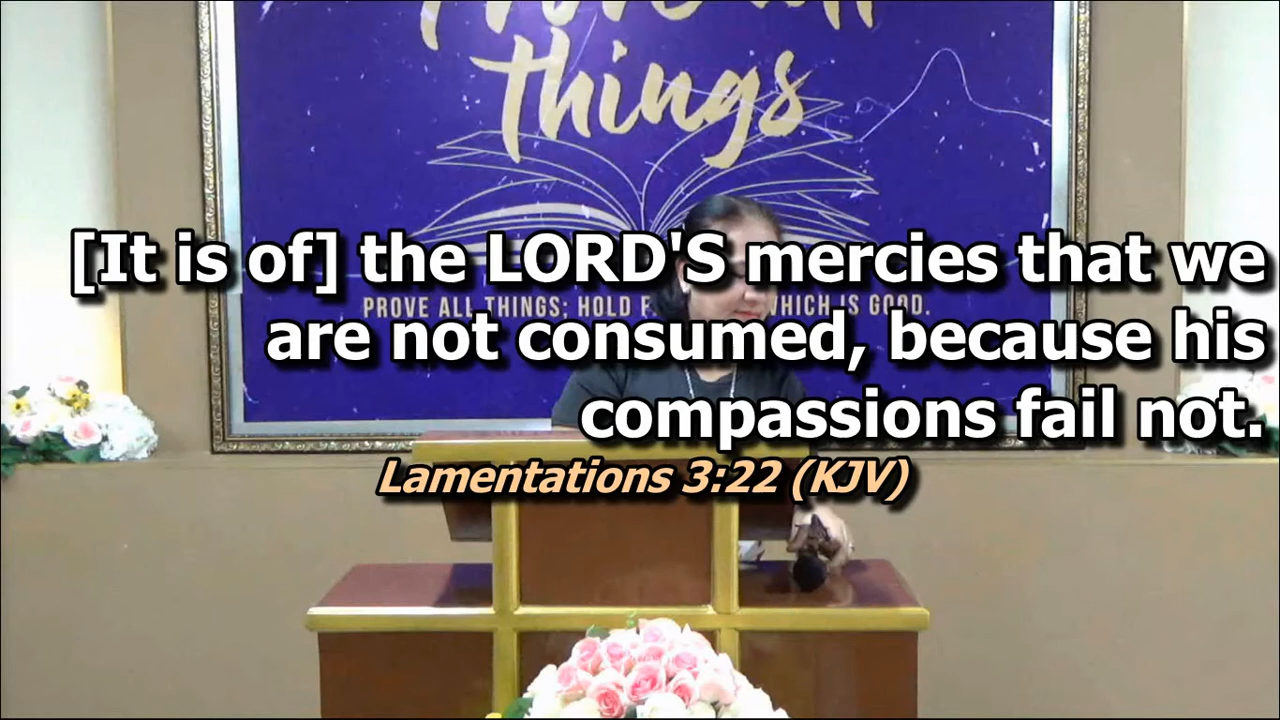 things
[It is of] the LORD'S mercies that we
PROVE ALL THINGS; HOLD WHICH IS GOOD.
are not consumed, because his
compassions fail not.
Lamentations 3:22 (KJV)